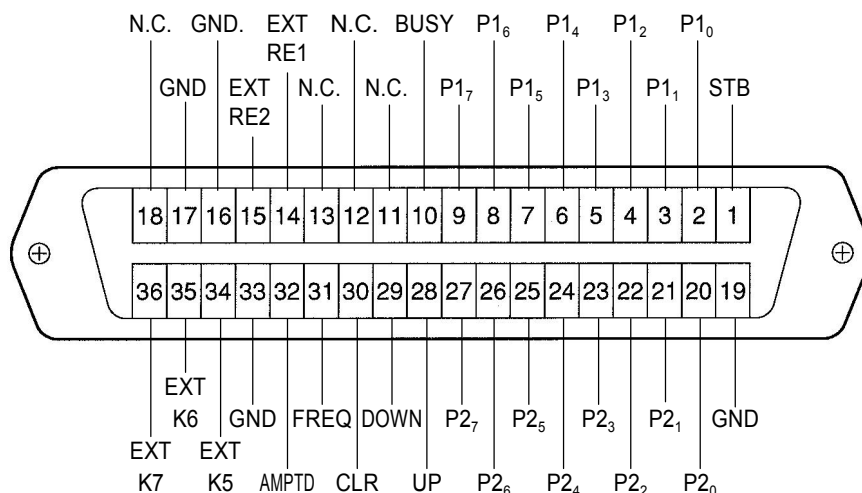 N.C. GND. EXT RE1 N.C. BUSY P1₆ P1₄ P1₂ P1₀
GND EXT RE2 N.C. N.C. P1₇ P1₅ P1₃ P1₁ STB
18 17 16 15 14 13 12 11 10 9 8 7 6 5 4 3 2 1
36 35 34 33 32 31 30 29 28 27 26 25 24 23 22 21 20 19
EXT K6 GND FREQ DOWN P2₇ P2₅ P2₃ P2₁ GND
EXT K7 EXT K5 AMPTD CLR UP P2₆ P2₄ P2₂ P2₀